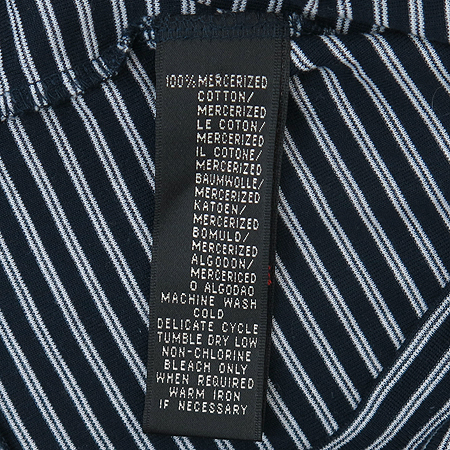 100% MERCERIZED
COTTON/
MERCERIZED
LE COTON/
MERCERIZED
IL COTONE/
MERCERIZED
BAUMWOLLE/
MERCERIZED
KATOEN/
MERCERIZED
BOMULD/
MERCERIZED
ALGODON/
MERCERICED
O ALGODAO
MACHINE WASH
COLD
DELICATE CYCLE
TUMBLE DRY LOW
NON-CHLORINE
BLEACH ONLY
WHEN REQUIRED
WARM IRON
IF NECESSARY